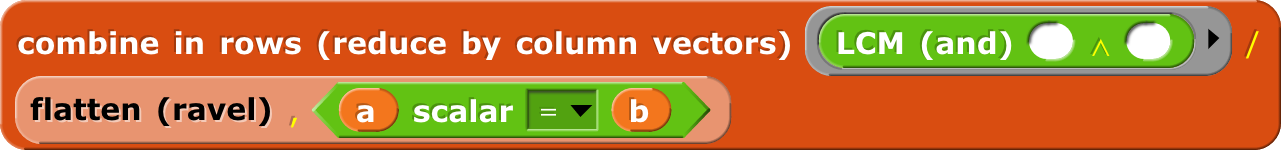 combine in rows (reduce by column vectors) LCM (and) ^ /
flatten (ravel) , a scalar = b